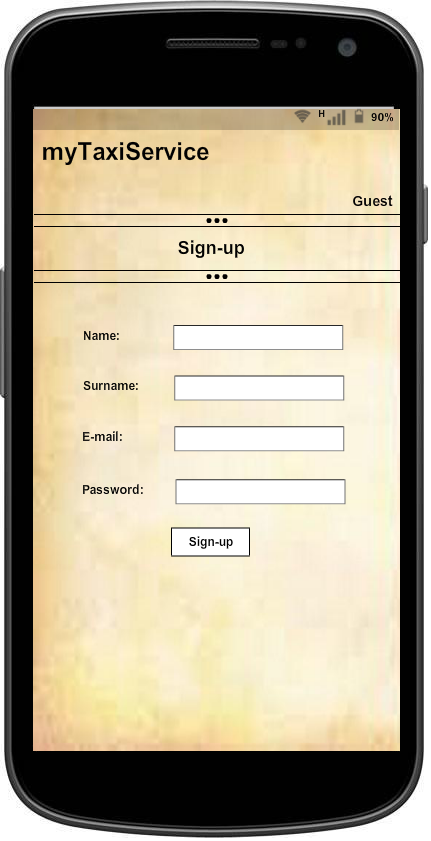 H 90%
myTaxiService
Guest
Sign-up
Name:
Surname:
E-mail:
Password:
Sign-up